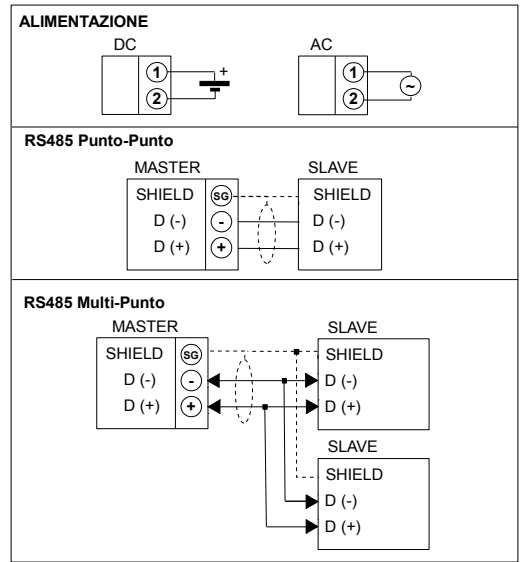 ALIMENTAZIONE
DC AC
1 + 1
2 ~ 2
RS485 Punto-Punto
MASTER SLAVE
SHIELD SG SHIELD
D (-) - D (-)
D (+) + D (+)
RS485 Multi-Punto
MASTER SLAVE
SHIELD SG SHIELD
D (-) - D (-)
D (+) + D (+)
SLAVE
SHIELD
D (-)
D (+)